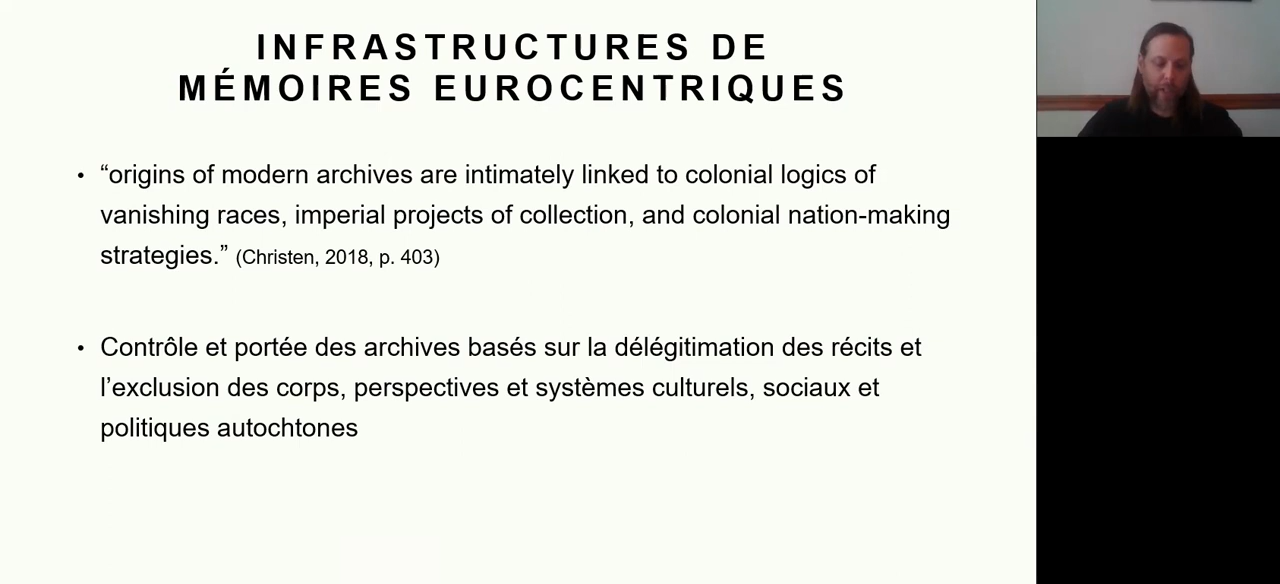 INFRASTRUCTURES DE
MÉMOIRES EUROCENTRIQUES
• “origins of modern archives are intimately linked to colonial logics of
vanishing races, imperial projects of collection, and colonial nation-making
strategies.” (Christen, 2018, p. 403)
• Contrôle et portée des archives basés sur la délégitimation des récits et
l’exclusion des corps, perspectives et systèmes culturels, sociaux et
politiques autochtones